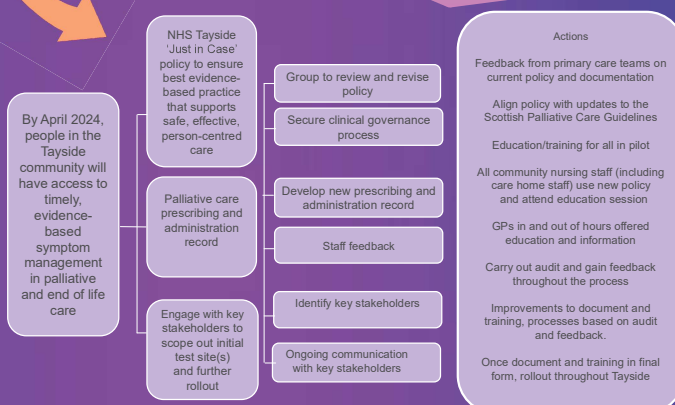 By April 2024,
people in the
Tayside
community will
have access to
timely,
evidence-
based
symptom
management
in palliative
and end of life
care
NHS Tayside
'Just in Case'
policy to ensure
best evidence-
based practice
that supports
safe, effective,
person-centred
care
Palliative care
prescribing and
administration
record
Engage with key
stakeholders to
scope out initial
test site(s)
and further
rollout
Group to review and revise
policy
Secure clinical governance
process
Develop new prescribing and
administration record
Staff feedback
Identify key stakeholders
Ongoing communication
with key stakeholders
Actions
Feedback from primary care teams on
current policy and documentation
Align policy with updates to the
Scottish Palliative Care Guidelines
Education/training for all in pilot
All community nursing staff (including
care home staff) use new policy
and attend education session
GPs in and out of hours offered
education and information
Carry out audit and gain feedback
throughout the process
Improvements to document and
training, processes based on audit
and feedback.
Once document and training in final
form, rollout throughout Tayside